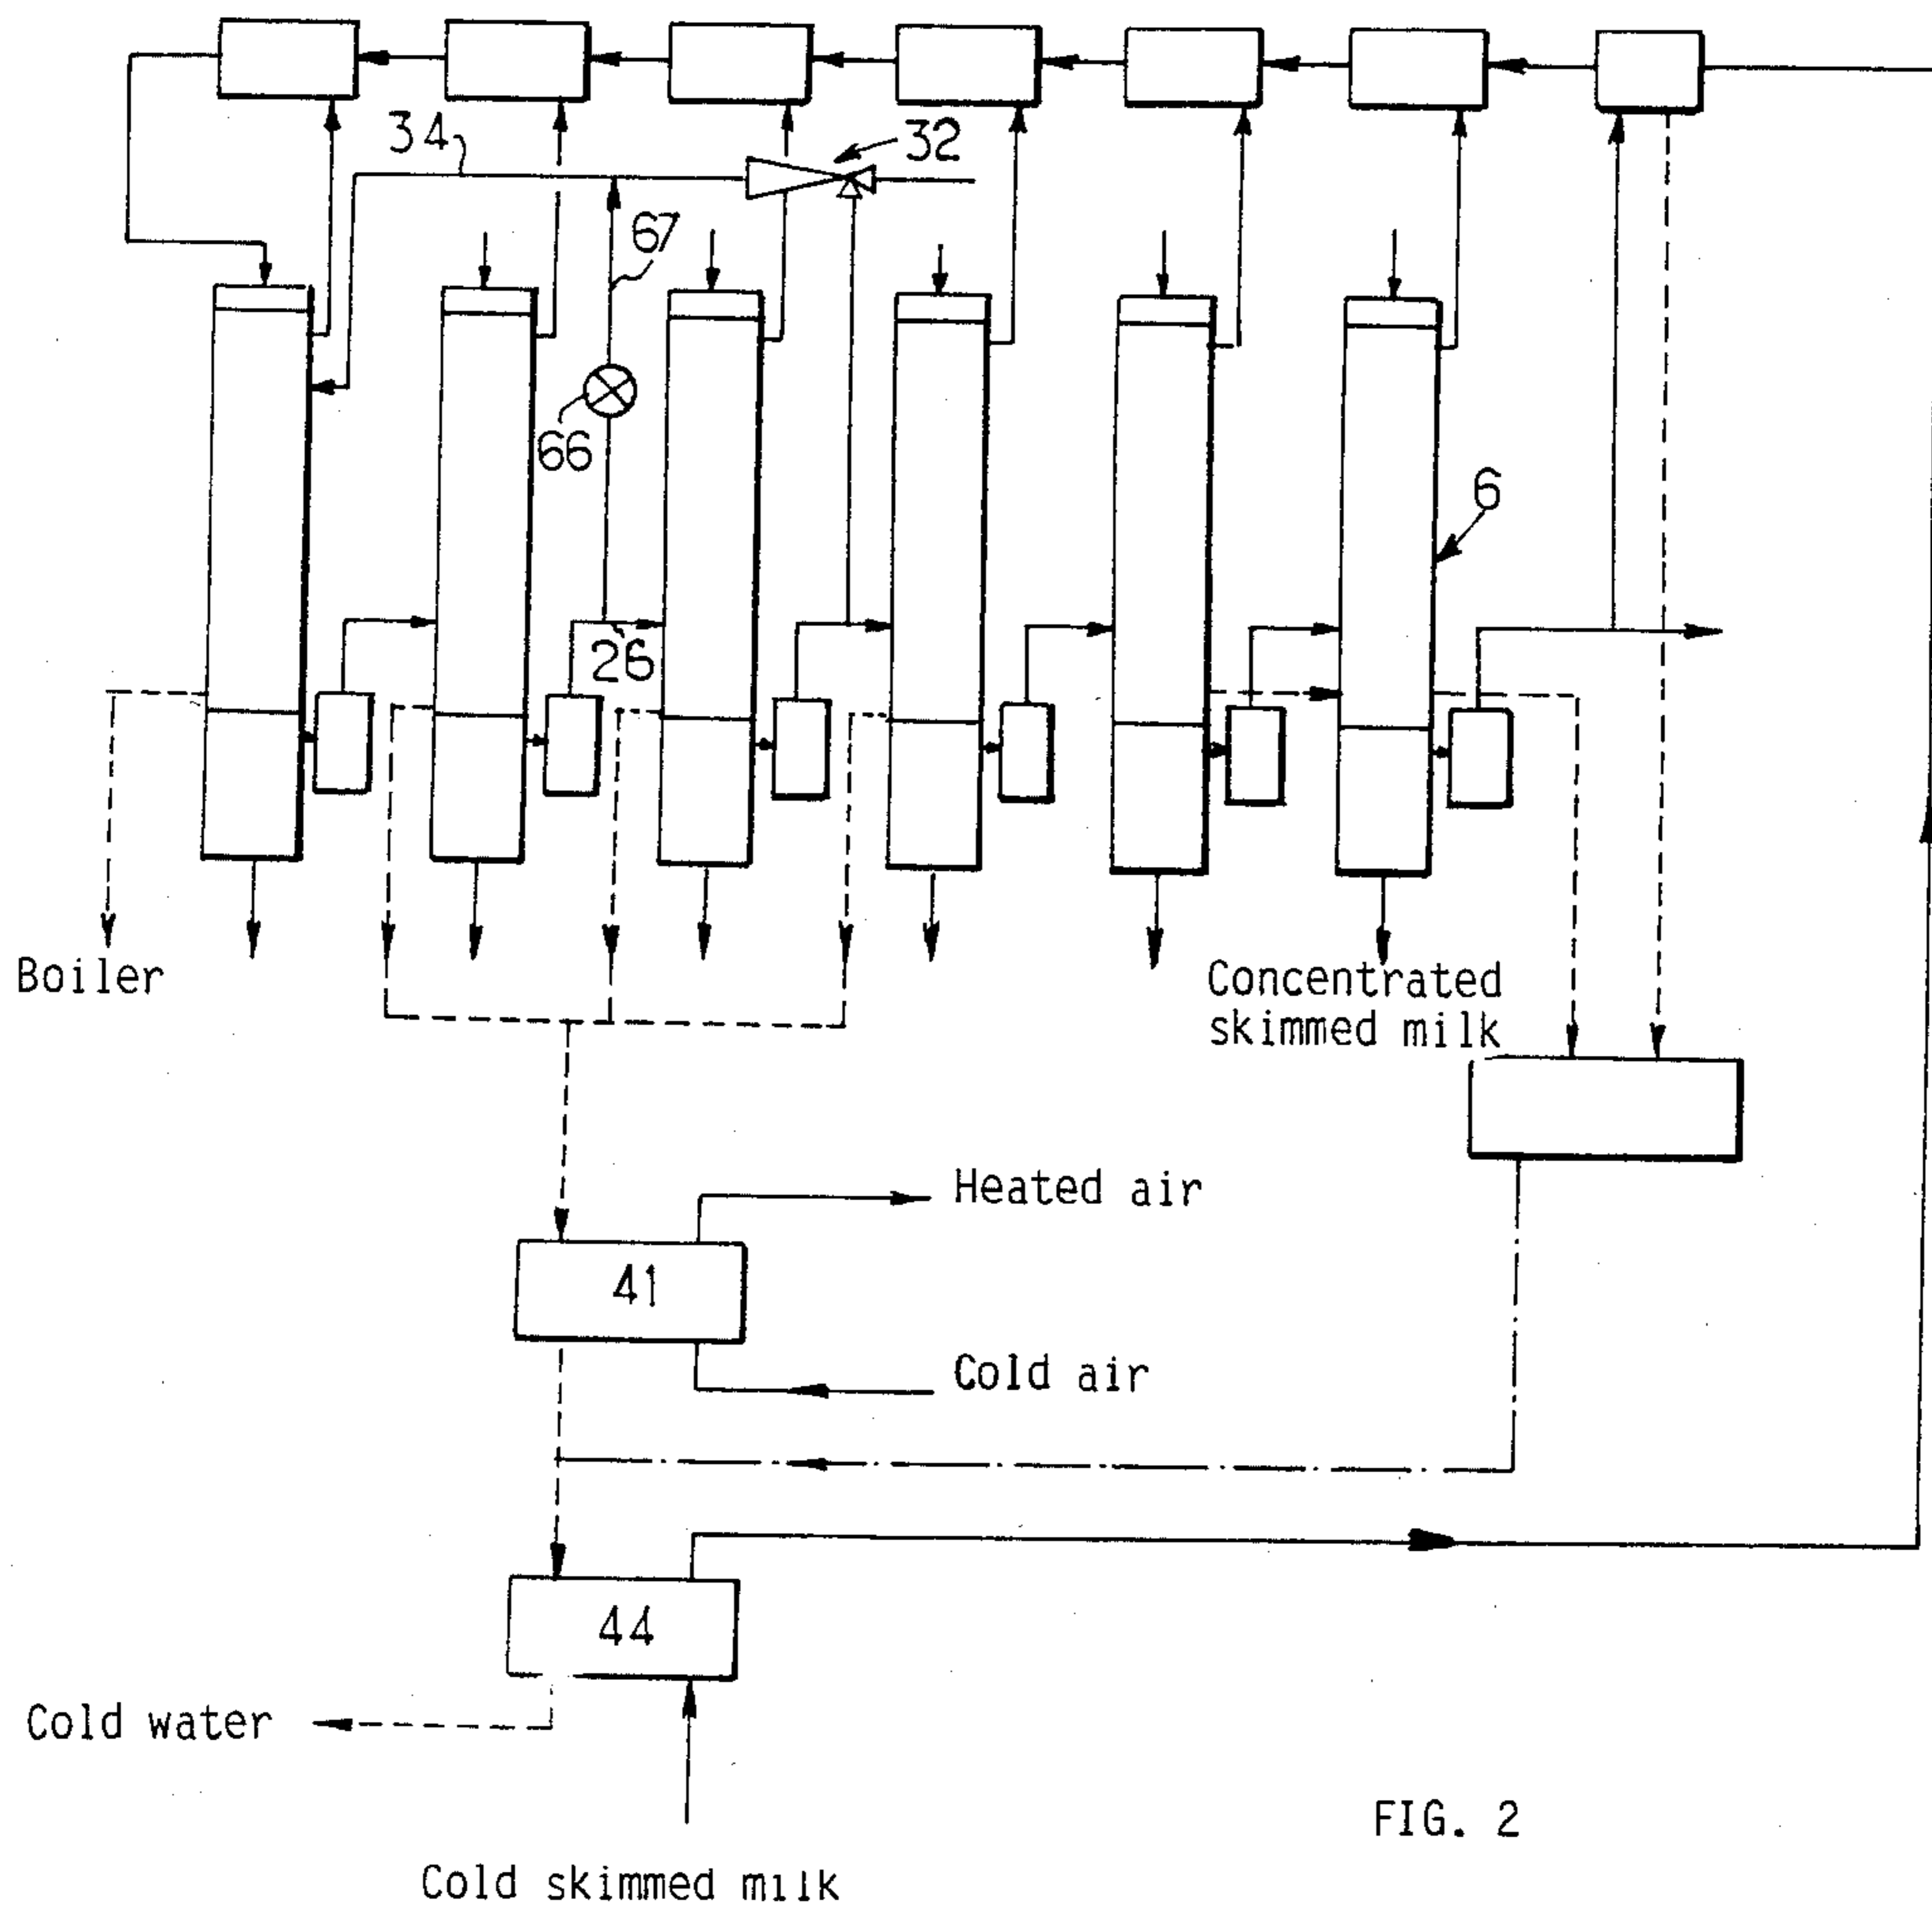 34
32
67
66
6
26
Boiler
Concentrated
skimmed milk
Heated air
41
Cold air
44
Cold water
FIG. 2
Cold skimmed milk